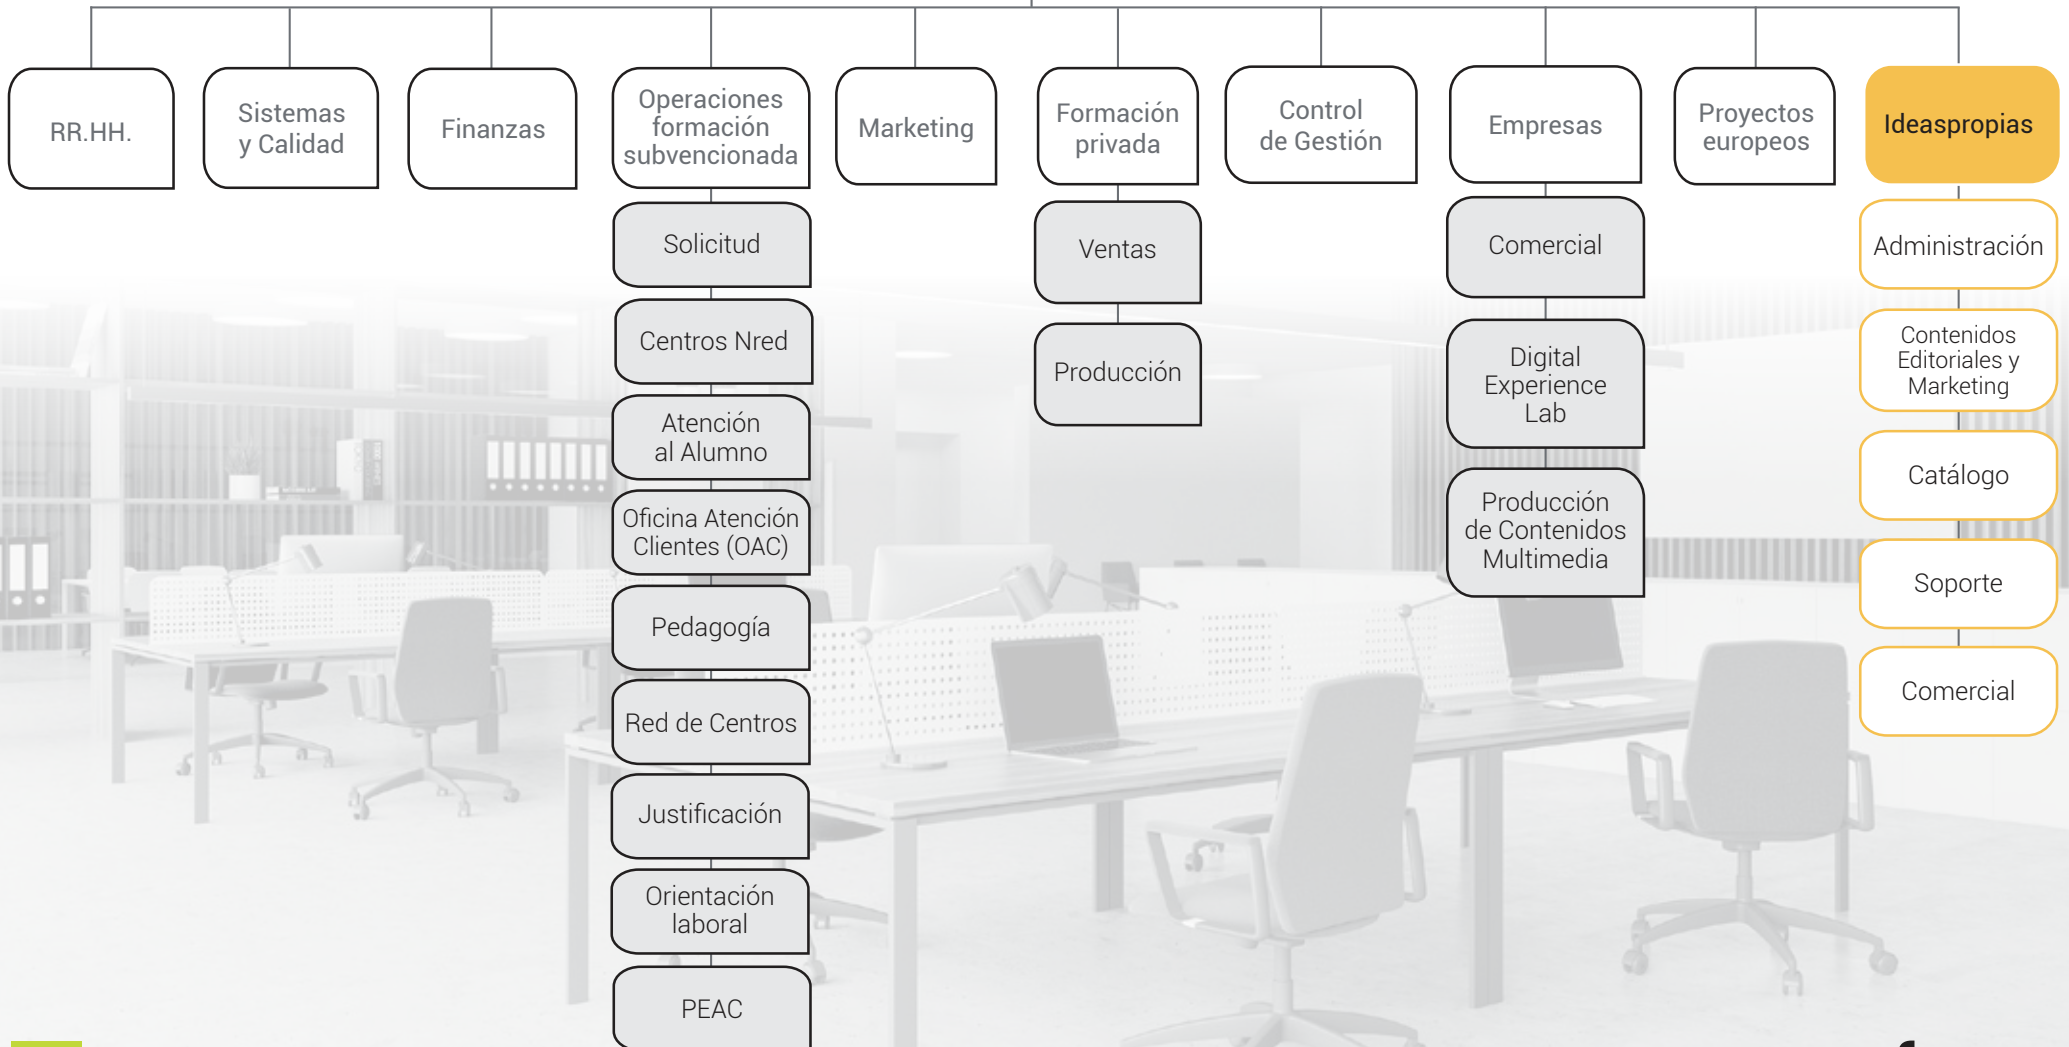 RR.HH.
Sistemas
y Calidad
Finanzas
Operaciones
formación
subvencionada
Marketing
Formación
privada
Control
de Gestión
Empresas
Proyectos
europeos
Ideaspropias
Solicitud
Centros Nred
Atención
al Alumno
Oficina Atención
Clientes (OAC)
Pedagogía
Red de Centros
Justificación
Orientación
laboral
PEAC
Ventas
Producción
Comercial
Digital
Experience
Lab
Producción
de Contenidos
Multimedia
Administración
Contenidos
Editoriales y
Marketing
Catálogo
Soporte
Comercial